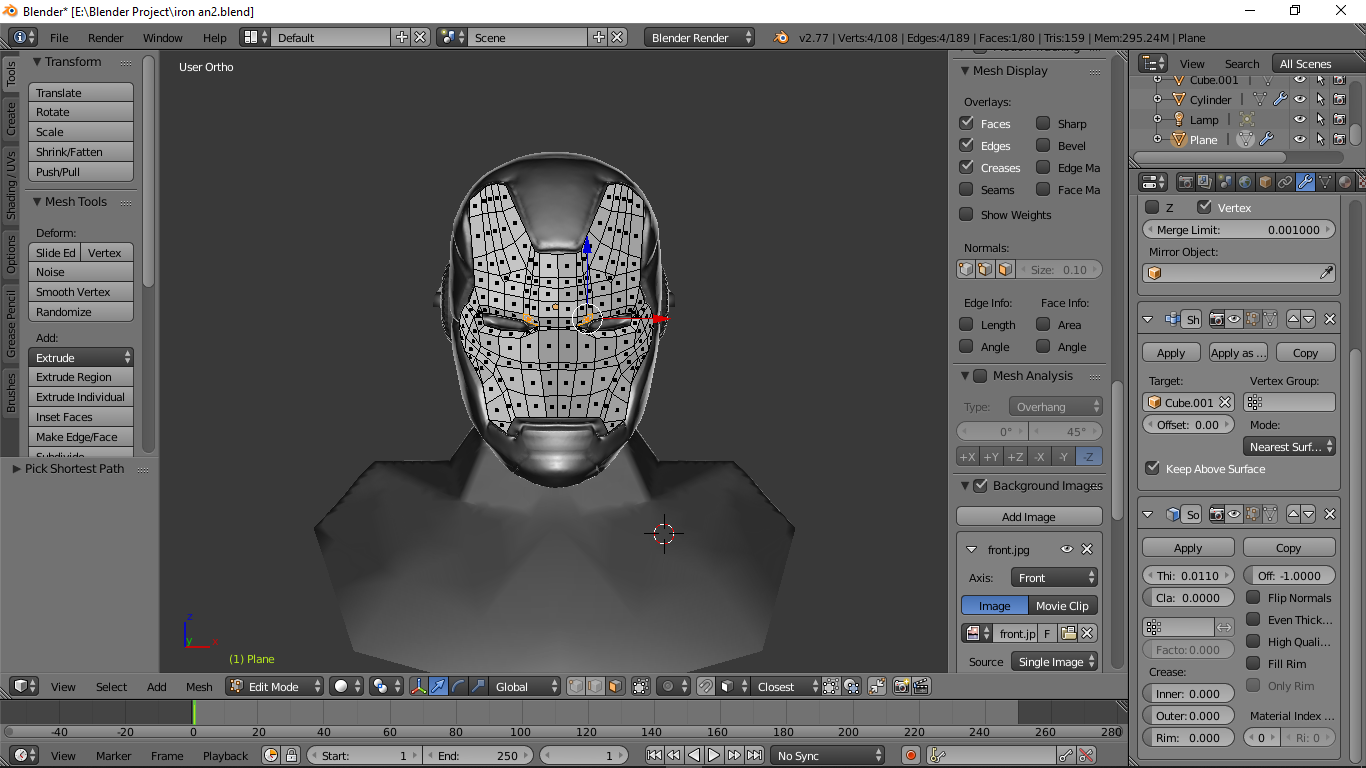 Blender* [E:\Blender Project\iron an2.blend]
File Render Window Help Default Scene Blender Render v2.77 | Verts:4/108 | Edges:4/189 | Faces:1/80 | Tris:159 | Mem:295.24M | Plane
Tools
Create
Shading / UVs
Options
Grease Pencil
Brushes
Transform
Translate
Rotate
Scale
Shrink/Fatten
Push/Pull
Mesh Tools
Deform:
Slide Ed Vertex
Noise
Smooth Vertex
Randomize
Add:
Extrude
Extrude Region
Extrude Individual
Inset Faces
Make Edge/Face
Subdivide
Pick Shortest Path
User Ortho
z
y
x
(1) Plane
Mesh Display
Overlays:
Faces Sharp
Edges Bevel
Creases Edge Ma
Seams Face Ma
Show Weights
Normals:
Size: 0.10
Edge Info: Face Info:
Length Area
Angle Angle
Mesh Analysis
Type: Overhang
0° 45°
+X +Y +Z -X -Y -Z
Background Images
Add Image
front.jpg
Axis: Front
Image Movie Clip
front.jp F
Source Single Image
View Search All Scenes
Cube.001
Cylinder
Lamp
Plane
Z Vertex
Merge Limit: 0.001000
Mirror Object:
Sh
Apply Apply as ... Copy
Target: Vertex Group:
Cube.001
Offset: 0.00 Mode:
Nearest Surf...
Keep Above Surface
So
Apply Copy
Thi: 0.0110 Off: -1.0000
Cla: 0.0000 Flip Normals
Even Thick...
Facto: 0.000 High Quali...
Crease: Fill Rim
Inner: 0.000 Only Rim
Outer: 0.000 Material Index ...
Rim: 0.000 0 Ri: 0
View Select Add Mesh Edit Mode Global Closest
-40 -20 0 20 40 60 80 100 120 140 160 180 200 220 240 260 280
View Marker Frame Playback Start: 1 End: 250 1 No Sync